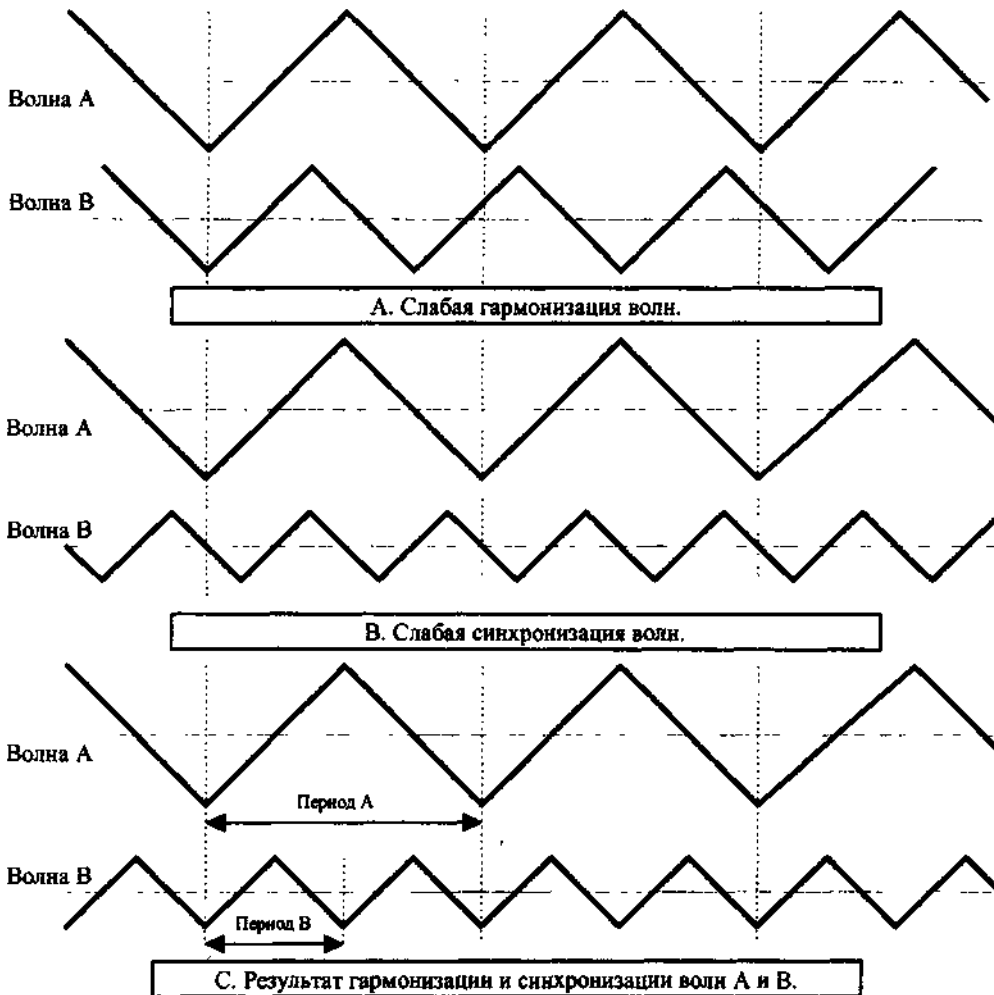 Волна А
Волна В
А. Слабая гармонизация волн.
Волна А
Волна В
В. Слабая синхронизация волн.
Волна А
Период А
Волна В
Период В
С. Результат гармонизации и синхронизации волн А и В.